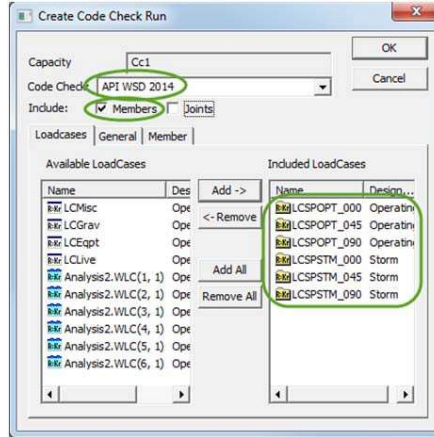 Create Code Check Run
Capacity Cc1
OK
Code Check: API WSD 2014
Cancel
Include: Members Joints
Loadcases General Member
Available LoadCases Included LoadCases
Name Des Add -> Name Design...
LCMisc Ope LCSPOPT_000 Operating
LCGrav Ope <- Remove LCSPOPT_045 Operating
LCEqpt Ope LCSPOPT_090 Operating
LCLive Ope Add All LCSPSTM_000 Storm
Analysis2.WLC(1, 1) Ope LCSPSTM_045 Storm
Analysis2.WLC(2, 1) Ope Remove All LCSPSTM_090 Storm
Analysis2.WLC(3, 1) Ope
Analysis2.WLC(4, 1) Ope
Analysis2.WLC(5, 1) Ope
Analysis2.WLC(6, 1) Ope